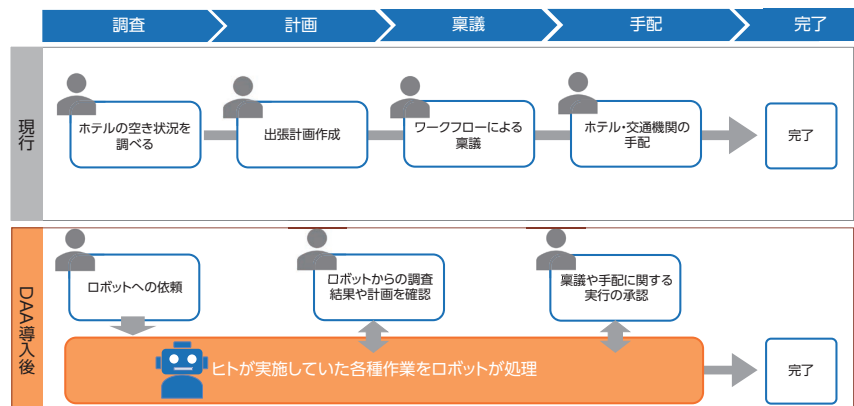 調査
計画
稟議
手配
完了
現行
ホテルの空き状況を
調べる
出張計画作成
ワークフローによる
稟議
ホテル・交通機関の
手配
完了
DAA導入後
ロボットへの依頼
ロボットからの調査
結果や計画を確認
稟議や手配に関する
実行の承認
ヒトが実施していた各種作業をロボットが処理
完了